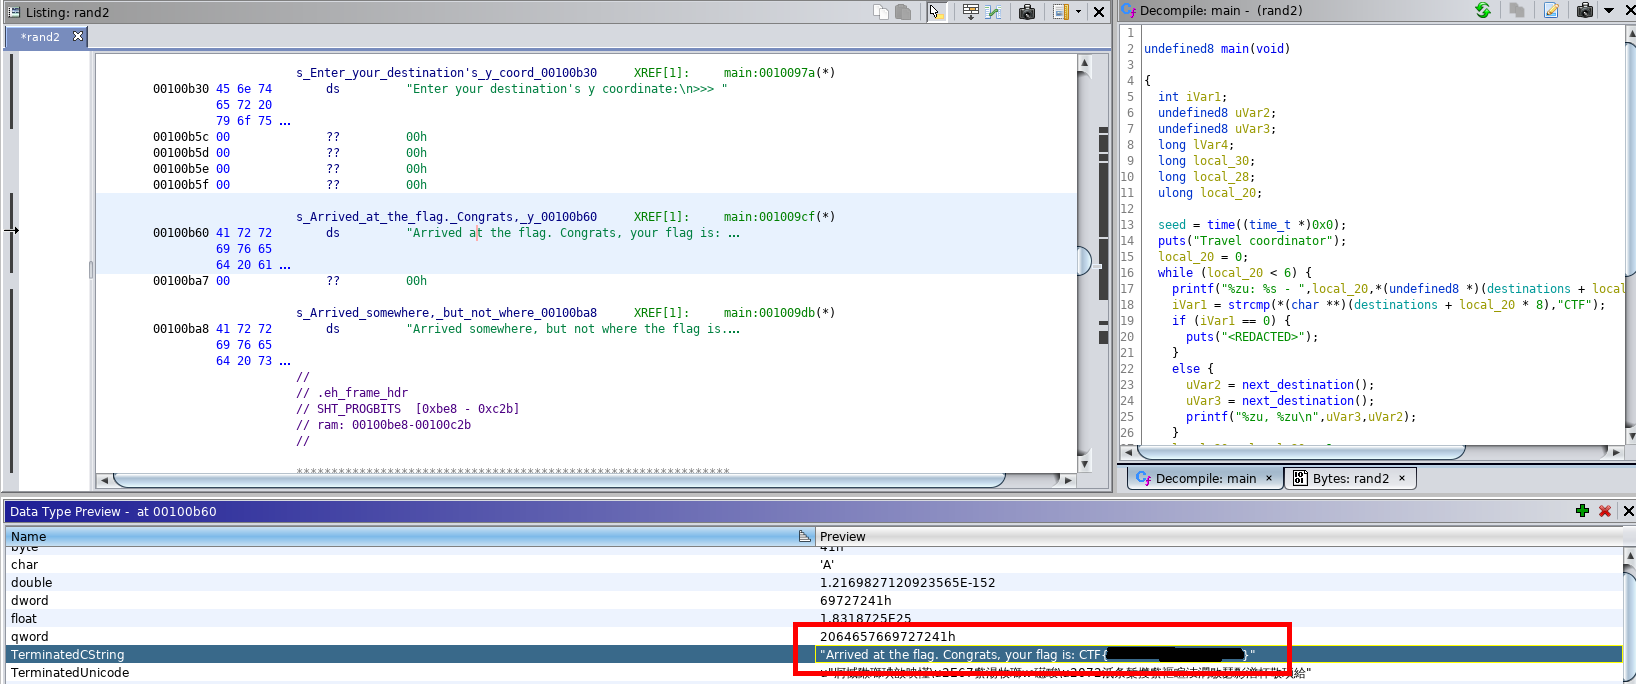 Listing: rand2
*rand2
s_Enter_your_destination's_y_coord_00100b30 XREF[1]: main:0010097a(*)
00100b30 45 6e 74 ds "Enter your destination's y coordinate:\n>>> "
65 72 20
79 6f 75 ...
00100b5c 00 ?? 00h
00100b5d 00 ?? 00h
00100b5e 00 ?? 00h
00100b5f 00 ?? 00h
s_Arrived_at_the_flag._Congrats,_y_00100b60 XREF[1]: main:001009cf(*)
00100b60 41 72 72 ds "Arrived at the flag. Congrats, your flag is: ...
69 76 65
64 20 61 ...
00100ba7 00 ?? 00h
s_Arrived_somewhere,_but_not_where_00100ba8 XREF[1]: main:001009db(*)
00100ba8 41 72 72 ds "Arrived somewhere, but not where the flag is....
69 76 65
64 20 73 ...
//
// .eh_frame_hdr
// SHT_PROGBITS [0xbe8 - 0xc2b]
// ram: 00100be8-00100c2b
//
**************************************************************
Decompile: main - (rand2)
1
2 undefined8 main(void)
3
4 {
5 int iVar1;
6 undefined8 uVar2;
7 undefined8 uVar3;
8 long lVar4;
9 long local_30;
10 long local_28;
11 ulong local_20;
12
13 seed = time((time_t *)0x0);
14 puts("Travel coordinator");
15 local_20 = 0;
16 while (local_20 < 6) {
17 printf("%zu: %s - ",local_20,*(undefined8 *)(destinations + local
18 iVar1 = strcmp(*(char **)(destinations + local_20 * 8),"CTF");
19 if (iVar1 == 0) {
20 puts("<REDACTED>");
21 }
22 else {
23 uVar2 = next_destination();
24 uVar3 = next_destination();
25 printf("%zu, %zu\n",uVar3,uVar2);
26 }
Decompile: main × Bytes: rand2 ×
Data Type Preview - at 00100b60
Name Preview
byte 41h
char 'A'
double 1.2169827120923565E-152
dword 69727241h
float 1.8318725E25
qword 2064657669727241h
TerminatedCString "Arrived at the flag. Congrats, your flag is: CTF{ }"
TerminatedUnicode